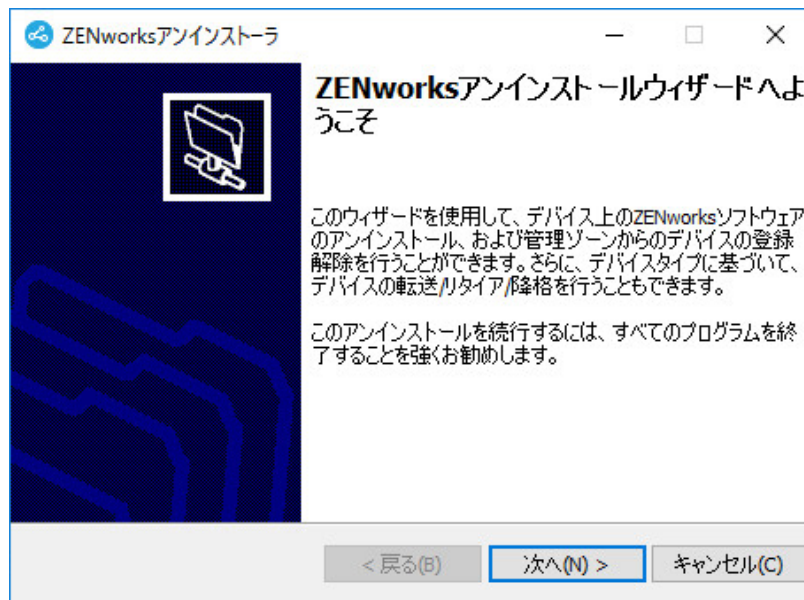 ZENworksアンインストーラ
ZENworksアンインストールウィザードへよ
うこそ
このウィザードを使用して、デバイス上のZENworksソフトウェア
のアンインストール、および管理ゾーンからのデバイスの登録
解除を行うことができます。さらに、デバイスタイプに基づいて、
デバイスの転送/リタイア/降格を行うこともできます。
このアンインストールを続行するには、すべてのプログラムを終
了することを強くお勧めします。
< 戻る(B) 次へ(N) > キャンセル(C)